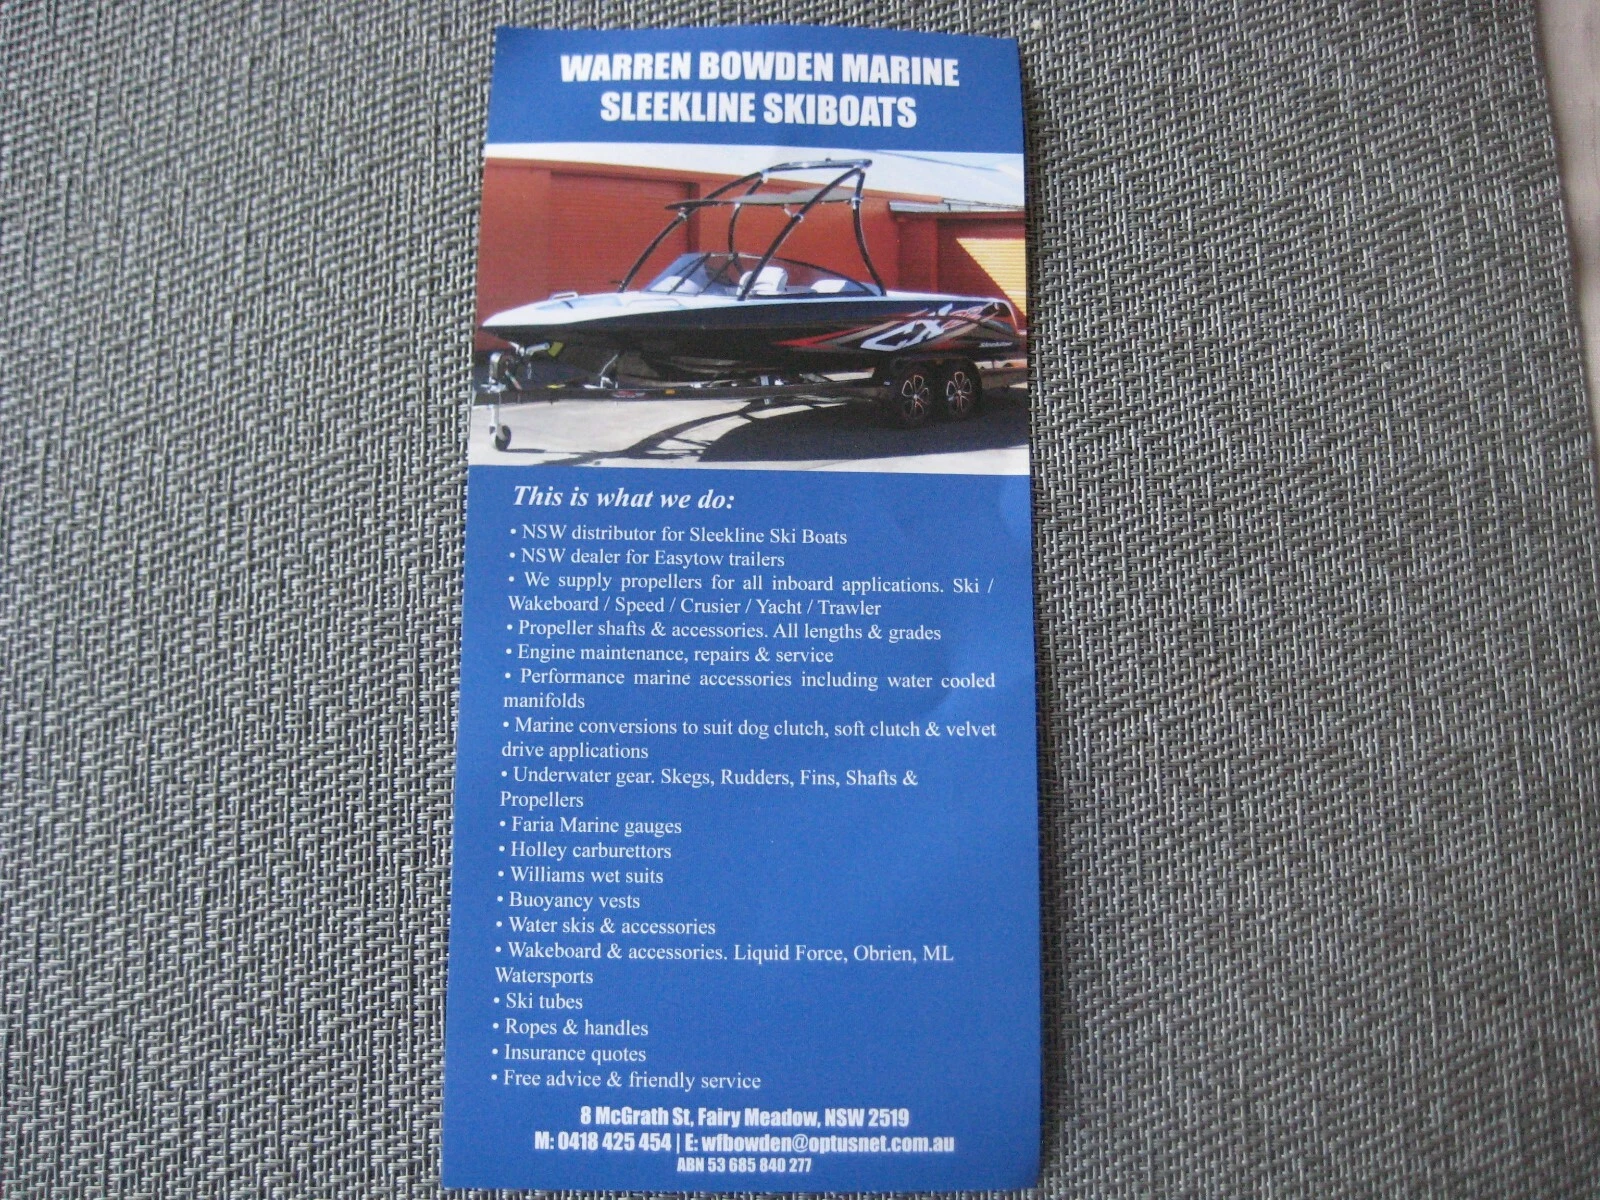 WARREN BOWDEN MARINE
SLEEKLINE SKIBOATS
CX
Sleekline
This is what we do:
• NSW distributor for Sleekline Ski Boats
• NSW dealer for Easytow trailers
• We supply propellers for all inboard applications. Ski /
Wakeboard / Speed / Crusier / Yacht / Trawler
• Propeller shafts & accessories. All lengths & grades
• Engine maintenance, repairs & service
• Performance marine accessories including water cooled
manifolds
• Marine conversions to suit dog clutch, soft clutch & velvet
drive applications
• Underwater gear. Skegs, Rudders, Fins, Shafts &
Propellers
• Faria Marine gauges
• Holley carburettors
• Williams wet suits
• Buoyancy vests
• Water skis & accessories
• Wakeboard & accessories. Liquid Force, Obrien, ML
Watersports
• Ski tubes
• Ropes & handles
• Insurance quotes
• Free advice & friendly service
8 McGrath St, Fairy Meadow, NSW 2519
M: 0418 425 454 | E: wfbowden@optusnet.com.au
ABN 53 685 840 277